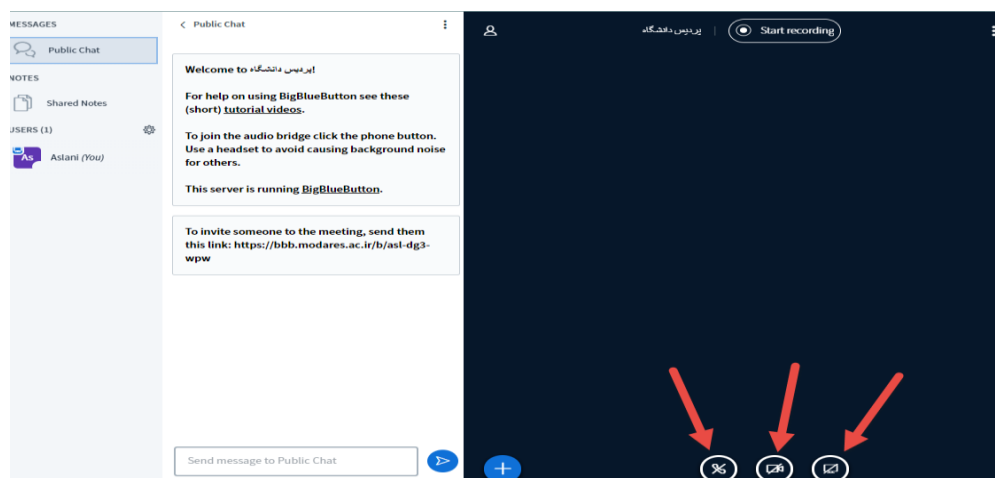 MESSAGES
Public Chat
NOTES
Shared Notes
USERS (1)
As
Aslani (You)
Public Chat
Welcome to پردیس دانشگاه!
For help on using BigBlueButton see these
(short) tutorial videos.
To join the audio bridge click the phone button.
Use a headset to avoid causing background noise
for others.
This server is running BigBlueButton.
To invite someone to the meeting, send them
this link: https://bbb.modares.ac.ir/b/asl-dg3-
wpw
Send message to Public Chat
پردیس دانشگاه
Start recording